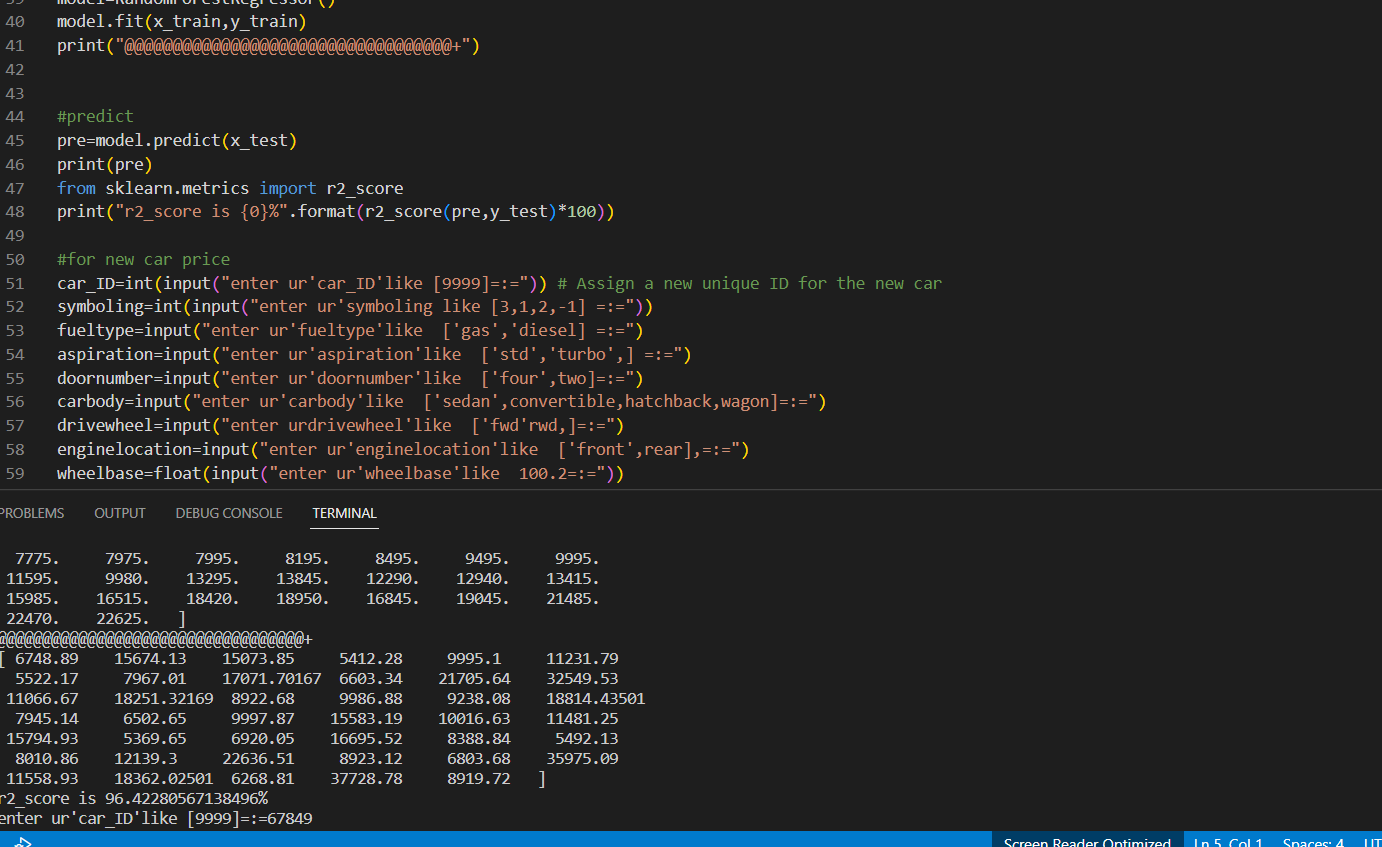 39 model=RandomForestRegressor()
40 model.fit(x_train,y_train)
41 print("@@@@@@@@@@@@@@@@@@@@@@@@@@@@@@@@@@+")
42
43
44 #predict
45 pre=model.predict(x_test)
46 print(pre)
47 from sklearn.metrics import r2_score
48 print("r2_score is {0}%".format(r2_score(pre,y_test)*100))
49
50 #for new car price
51 car_ID=int(input("enter ur'car_ID'like [9999]=:=")) # Assign a new unique ID for the new car
52 symboling=int(input("enter ur'symboling like [3,1,2,-1] =:="))
53 fueltype=input("enter ur'fueltype'like  ['gas','diesel] =:=")
54 aspiration=input("enter ur'aspiration'like  ['std','turbo',] =:=")
55 doornumber=input("enter ur'doornumber'like  ['four',two]=:=")
56 carbody=input("enter ur'carbody'like  ['sedan',convertible,hatchback,wagon]=:=")
57 drivewheel=input("enter urdrivewheel'like  ['fwd'rwd,]=:=")
58 enginelocation=input("enter ur'enginelocation'like  ['front',rear],=:=")
59 wheelbase=float(input("enter ur'wheelbase'like  100.2=:="))
PROBLEMS OUTPUT DEBUG CONSOLE TERMINAL
7775. 7975. 7995. 8195. 8495. 9495. 9995.
11595. 9980. 13295. 13845. 12290. 12940. 13415.
15985. 16515. 18420. 18950. 16845. 19045. 21485.
22470. 22625. ]
@@@@@@@@@@@@@@@@@@@@@@@@@@@@@@@@@@+
[ 6748.89 15674.13 15073.85 5412.28 9995.1 11231.79
5522.17 7967.01 17071.70167 6603.34 21705.64 32549.53
11066.67 18251.32169 8922.68 9986.88 9238.08 18814.43501
7945.14 6502.65 9997.87 15583.19 10016.63 11481.25
15794.93 5369.65 6920.05 16695.52 8388.84 5492.13
8010.86 12139.3 22636.51 8923.12 6803.68 35975.09
11558.93 18362.02501 6268.81 37728.78 8919.72 ]
r2_score is 96.42280567138496%
enter ur'car_ID'like [9999]=:=67849
Screen Reader Optimized Ln 5, Col 1 Spaces: 4 UT